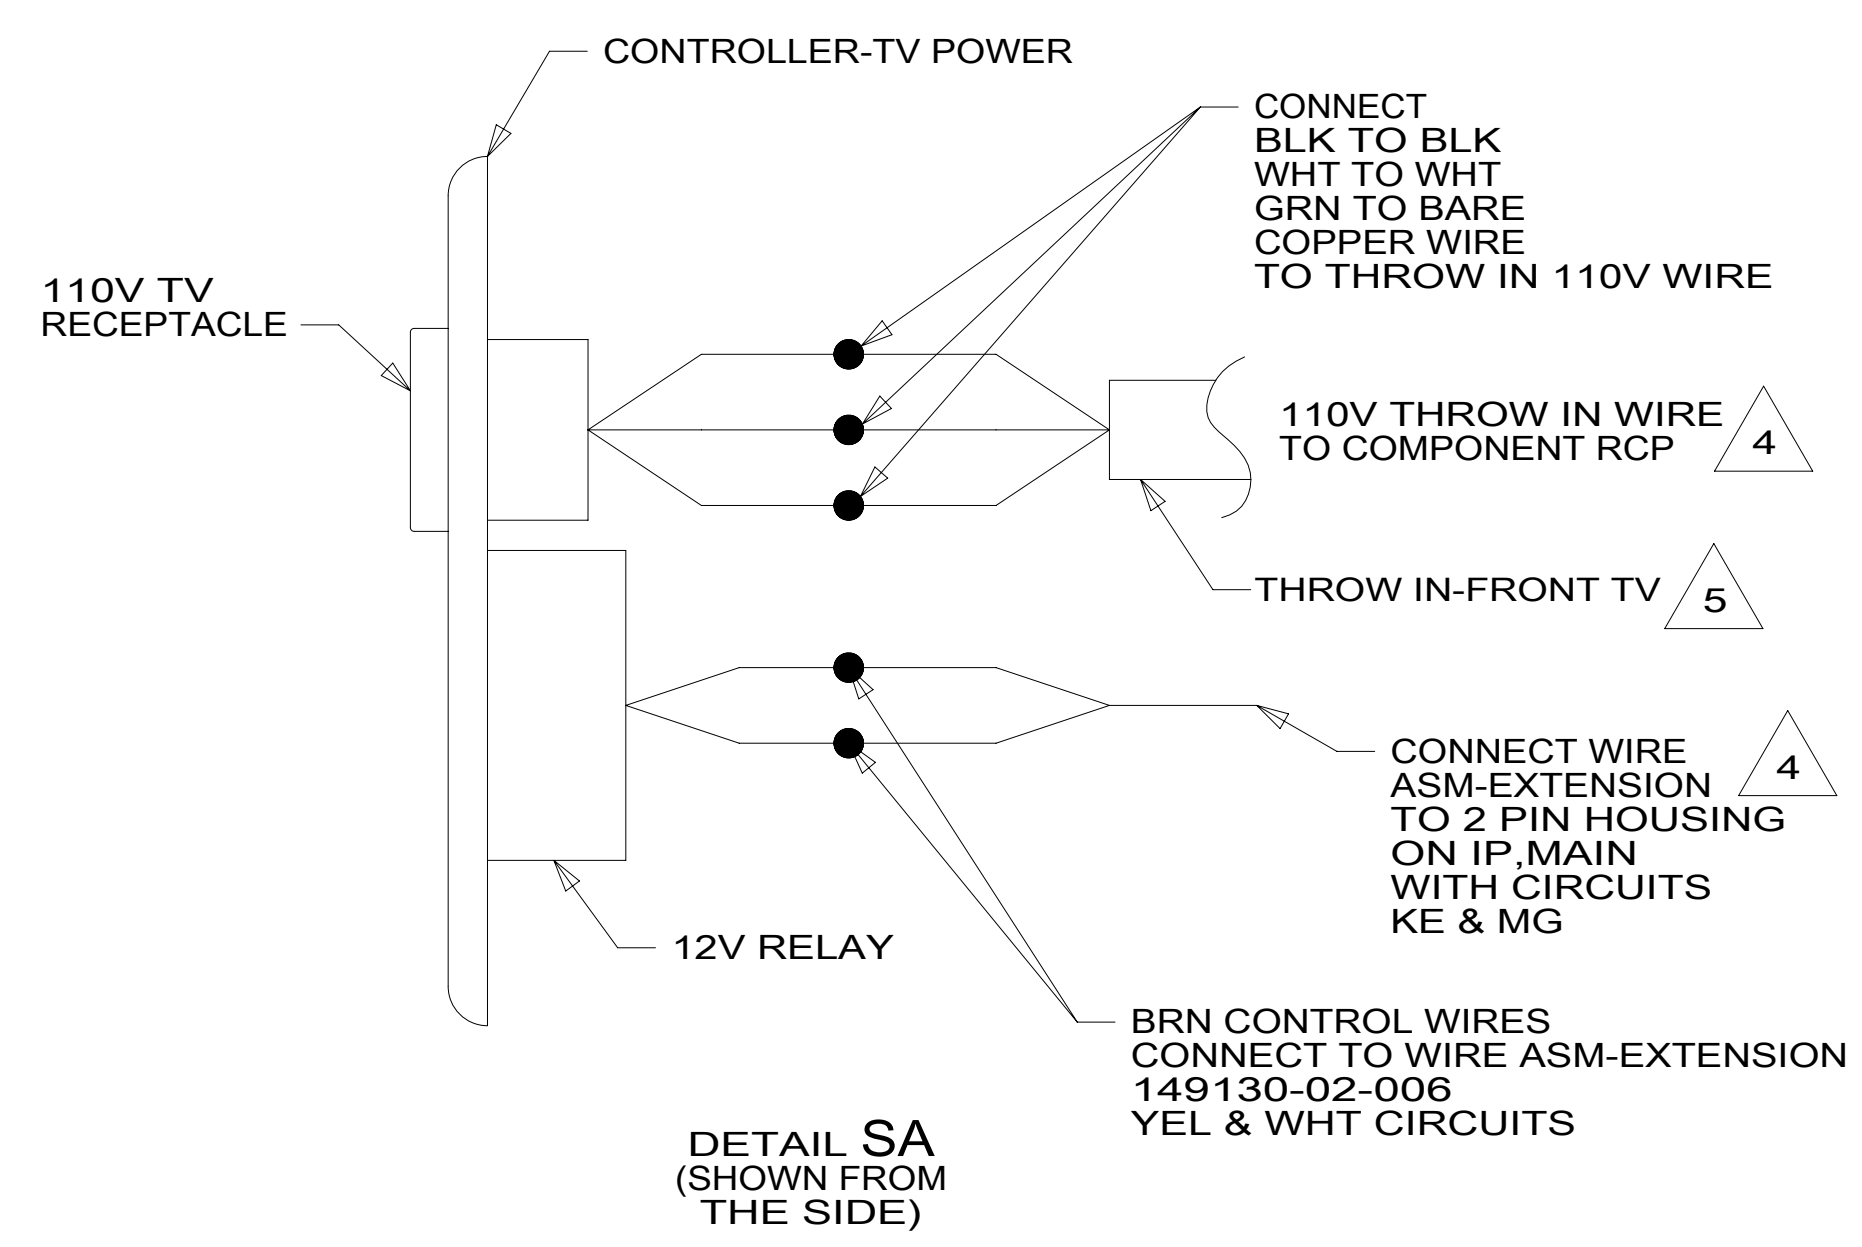 CONTROLLER-TV POWER
CONNECT
BLK TO BLK
WHT TO WHT
GRN TO BARE
COPPER WIRE
TO THROW IN 110V WIRE
110V TV
RECEPTACLE
110V THROW IN WIRE
TO COMPONENT RCP
4
THROW IN-FRONT TV
5
CONNECT WIRE
ASM-EXTENSION
TO 2 PIN HOUSING
ON IP,MAIN
WITH CIRCUITS
KE & MG
4
12V RELAY
BRN CONTROL WIRES
CONNECT TO WIRE ASM-EXTENSION
149130-02-006
YEL & WHT CIRCUITS
DETAIL SA
(SHOWN FROM
THE SIDE)